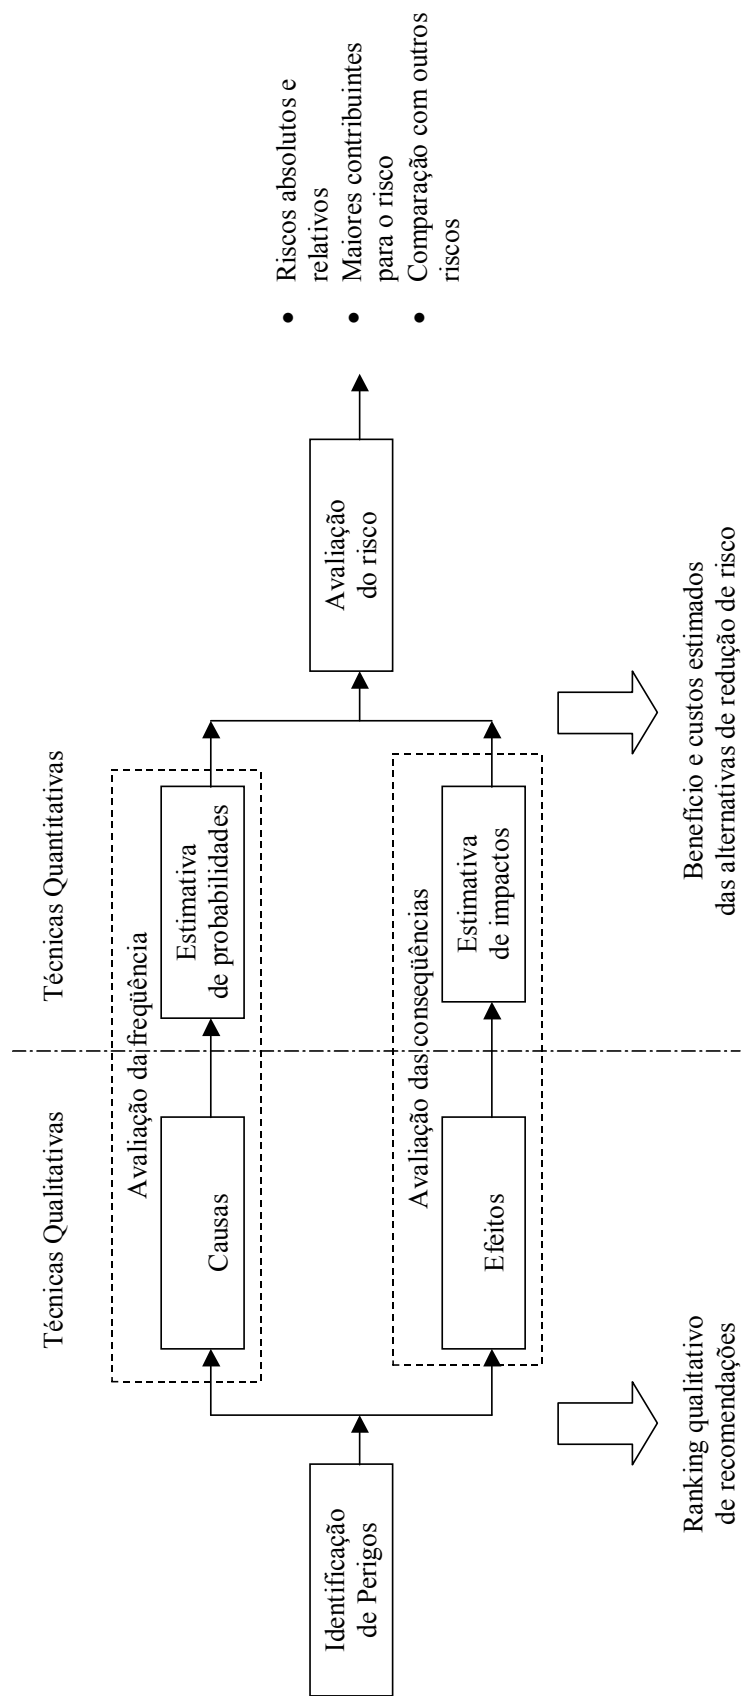 Técnicas Qualitativas
Técnicas Quantitativas
Avaliação da freqüência
Identificação
de Perigos
Causas
Estimativa
de probabilidades
Avaliação das conseqüências
Efeitos
Estimativa
de impactos
Avaliação
do risco
• Riscos absolutos e
relativos
• Maiores contribuintes
para o risco
• Comparação com outros
riscos
Ranking qualitativo
de recomendações
Benefício e custos estimados
das alternativas de redução de risco